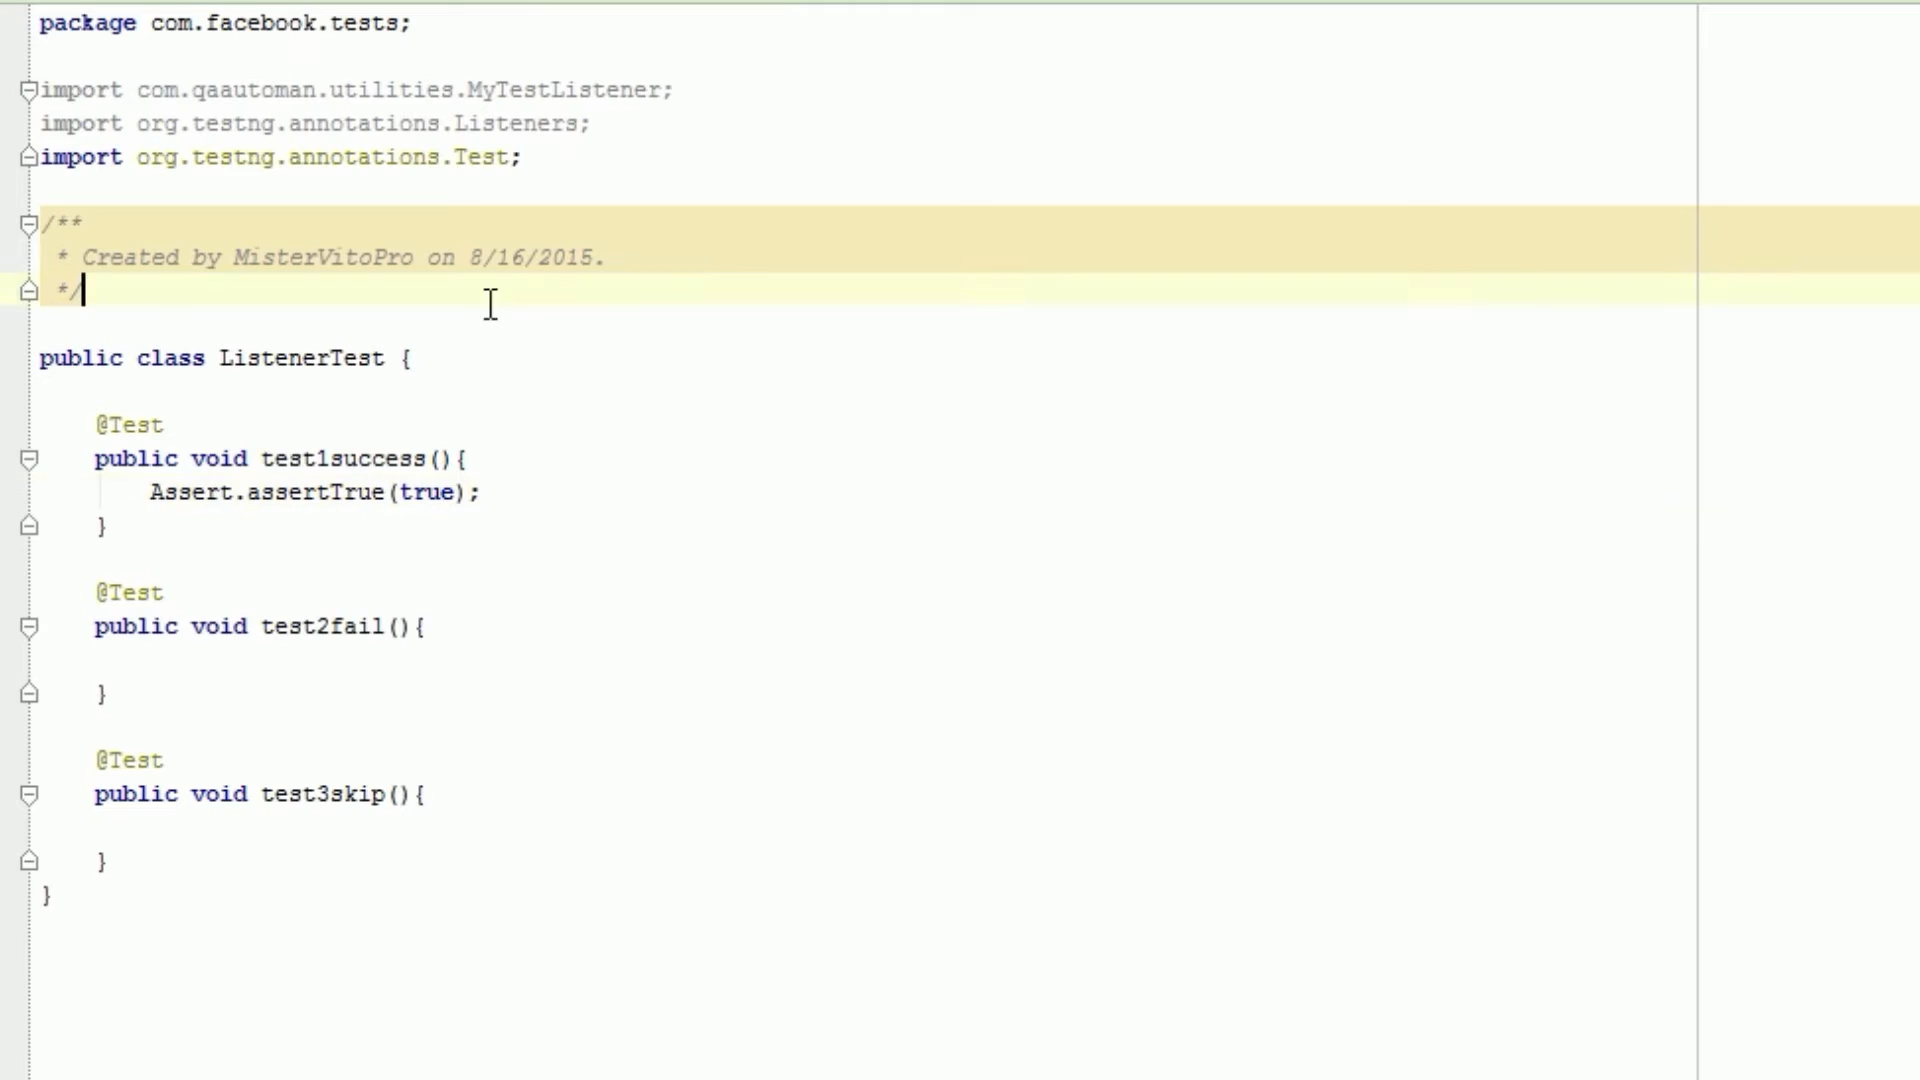 package com.facebook.tests;
import com.qaautoman.utilities.MyTestListener;
import org.testng.annotations.Listeners;
import org.testng.annotations.Test;
/**
* Created by MisterVitoPro on 8/16/2015.
*/
public class ListenerTest {
@Test
public void test1success(){
Assert.assertTrue(true);
}
@Test
public void test2fail(){
}
@Test
public void test3skip(){
}
}